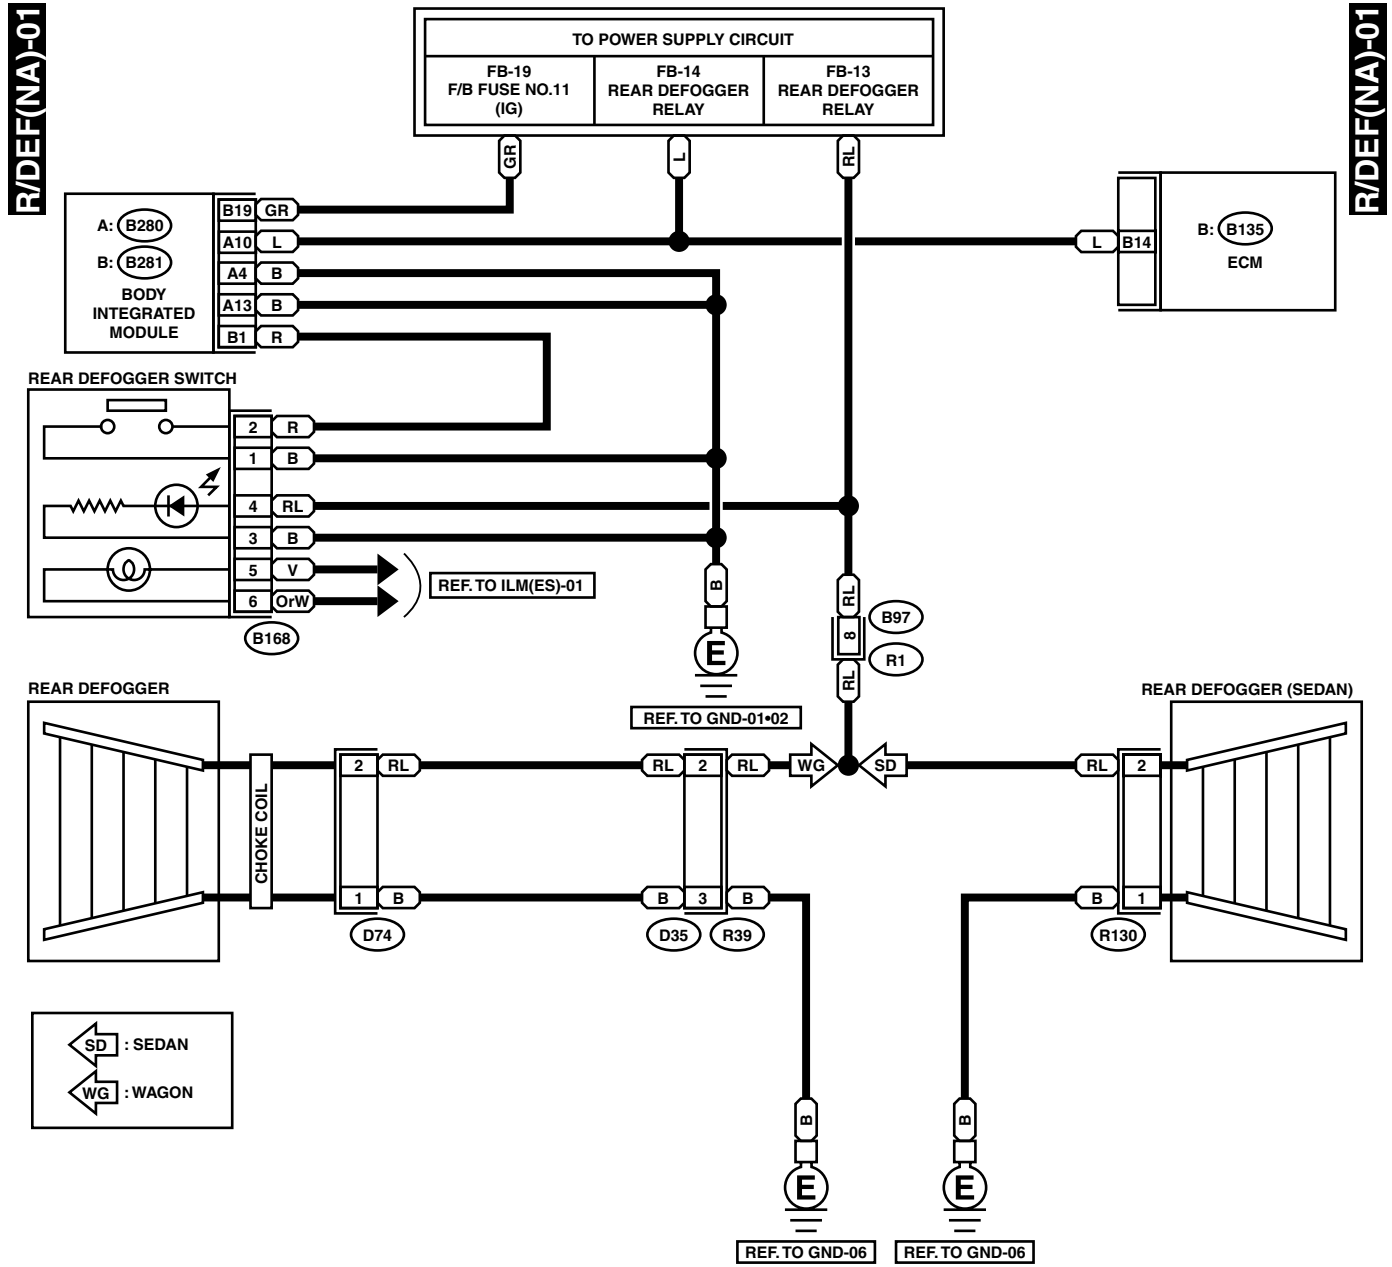 R/DEF(NA)-01
R/DEF(NA)-01
TO POWER SUPPLY CIRCUIT
FB-19
F/B FUSE NO.11
(IG)
FB-14
REAR DEFOGGER
RELAY
FB-13
REAR DEFOGGER
RELAY
GR
L
RL
A: B280
B: B281
BODY
INTEGRATED
MODULE
B19 GR
A10 L
A4 B
A13 B
B1 R
L B14
B: B135
ECM
REAR DEFOGGER SWITCH
2 R
1 B
4 RL
3 B
5 V
6 OrW
B168
REF. TO ILM(ES)-01
B
E
REF. TO GND-01•02
RL
8
RL
B97
R1
REAR DEFOGGER
CHOKE COIL
2 RL
1 B
D74
RL 2 RL
B 3 B
D35
R39
WG
SD
REAR DEFOGGER (SEDAN)
RL 2
B 1
R130
SD : SEDAN
WG : WAGON
B
E
REF. TO GND-06
B
E
REF. TO GND-06